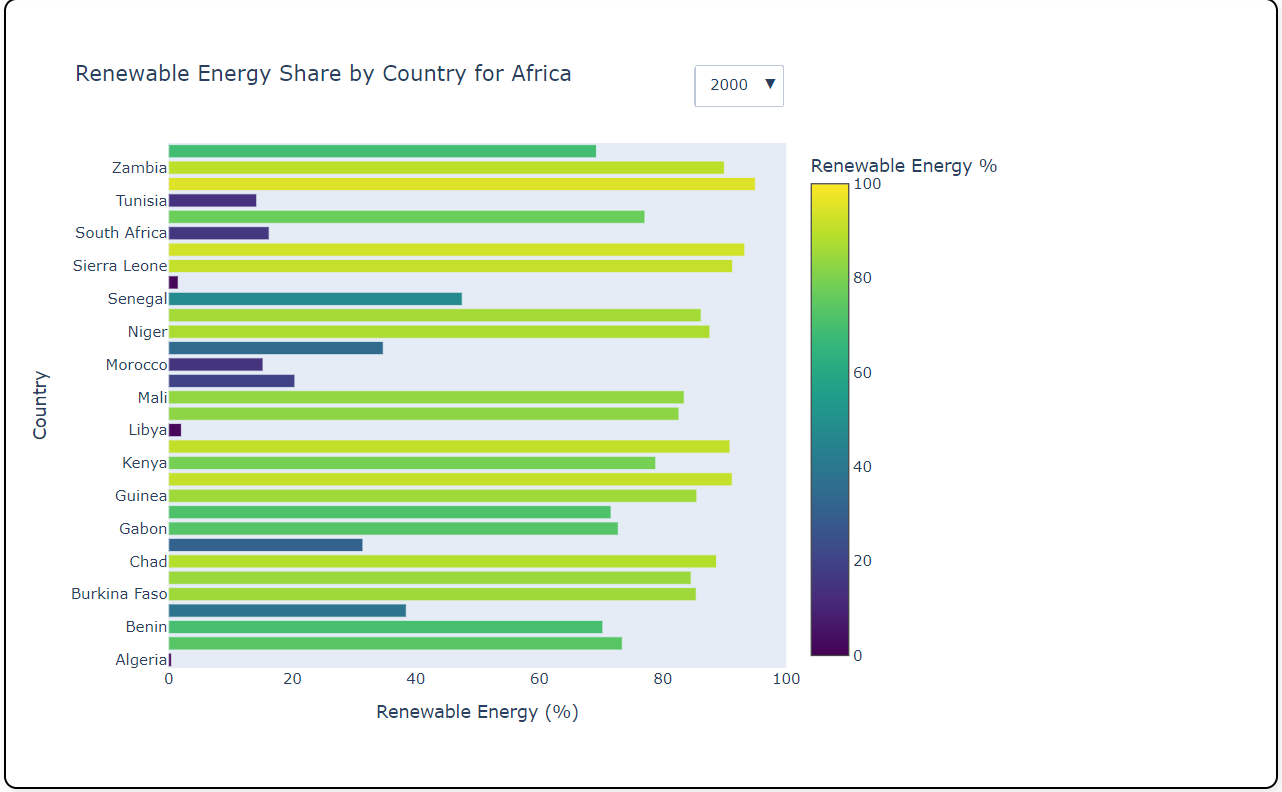 Renewable Energy Share by Country for Africa
2000 ▼
Renewable Energy %
100
80
60
40
20
0
Country
Zambia
Tunisia
South Africa
Sierra Leone
Senegal
Niger
Morocco
Mali
Libya
Kenya
Guinea
Gabon
Chad
Burkina Faso
Benin
Algeria
0 20 40 60 80 100
Renewable Energy (%)